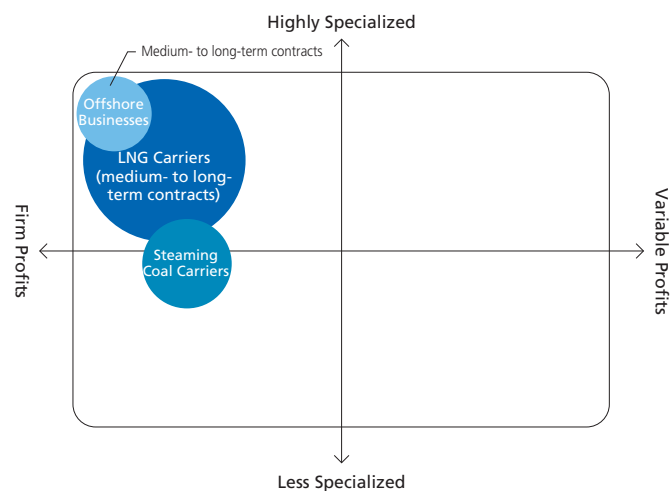 Highly Specialized
Medium- to long-term contracts
Offshore
Businesses
LNG Carriers
(medium- to long-
term contracts)
Firm Profits
Variable Profits
Steaming
Coal Carriers
Less Specialized